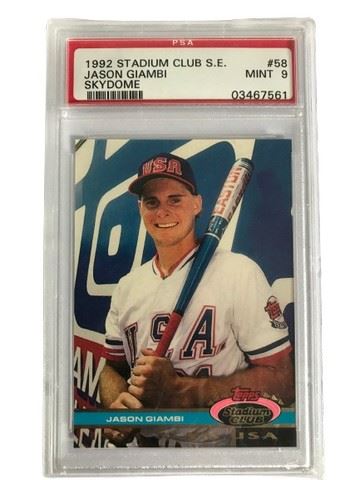 PSA
1992 STADIUM CLUB S.E. #58
JASON GIAMBI MINT 9
SKYDOME 03467561
USA
EASTON
USA
AM
Topps
Stadium
CLUB
JASON GIAMBI
USA